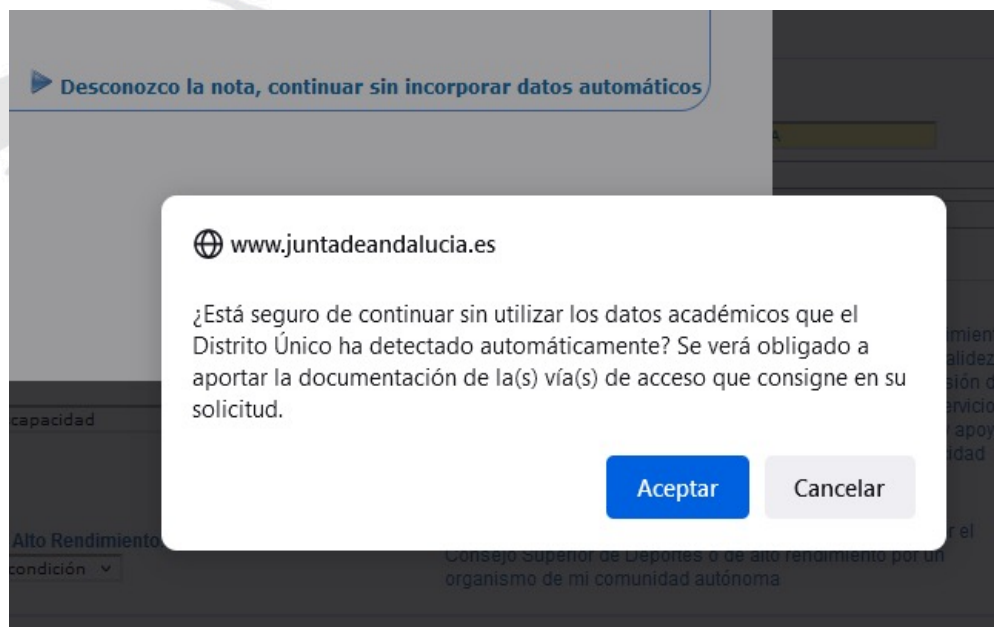 Desconozco la nota, continuar sin incorporar datos automáticos
A
www.juntadeandalucia.es
¿Está seguro de continuar sin utilizar los datos académicos que el
Distrito Único ha detectado automáticamente? Se verá obligado a
aportar la documentación de la(s) vía(s) de acceso que consigne en su
solicitud.
capacidad
Aceptar
Cancelar
Alto Rendimiento
condición
r el
Consejo Superior de Deportes o de alto rendimiento por un
organismo de mi comunidad autónoma